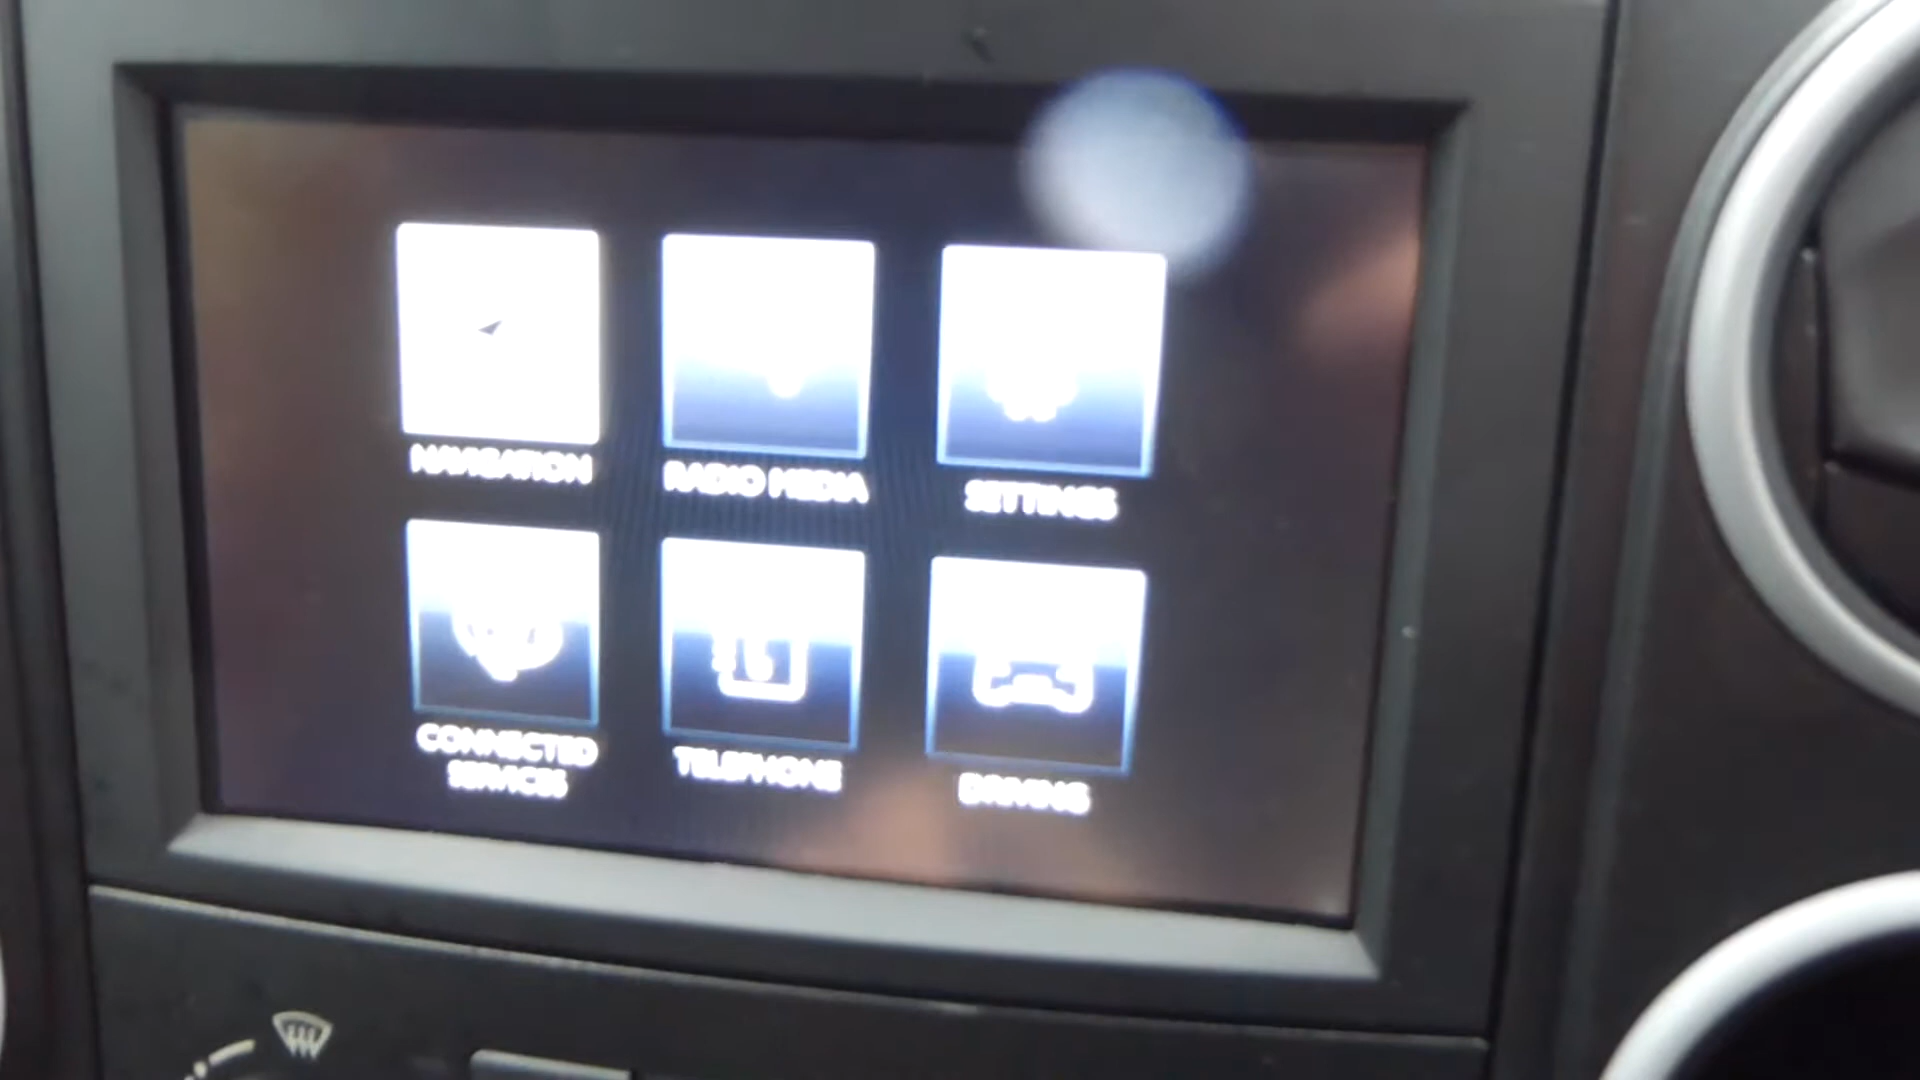 NAVIGATION
RADIO MEDIA
SETTINGS
CONNECTED
SERVICES
TELEPHONE
DRIVING